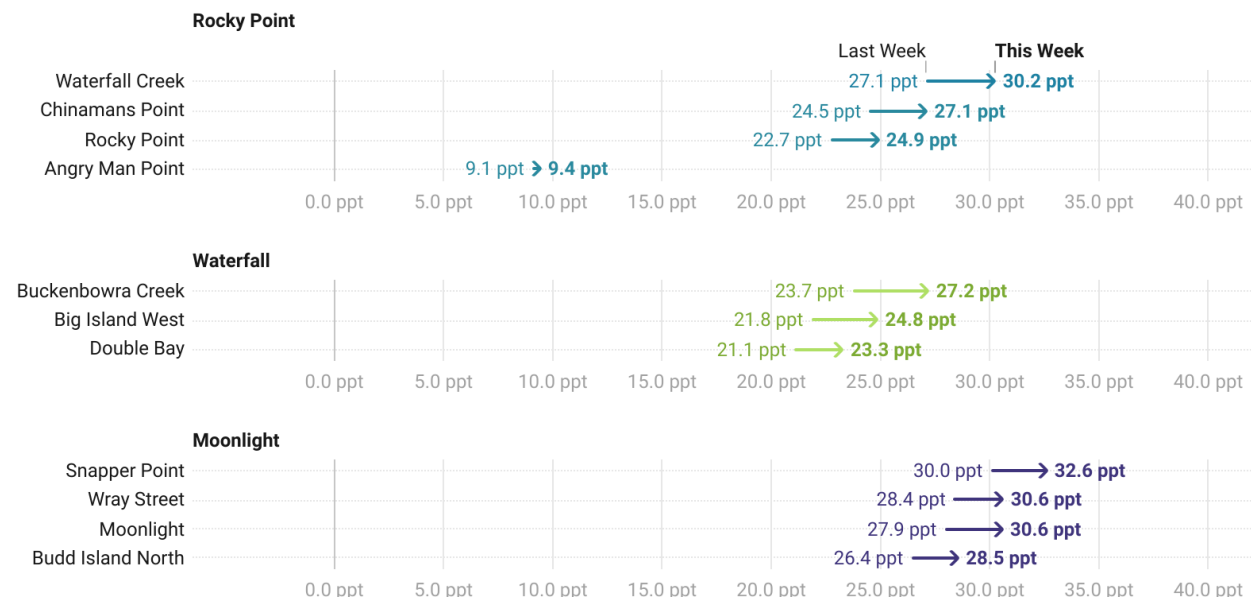 Rocky Point
Last Week This Week
Waterfall Creek 27.1 ppt 30.2 ppt
Chinamans Point 24.5 ppt 27.1 ppt
Rocky Point 22.7 ppt 24.9 ppt
Angry Man Point 9.1 ppt 9.4 ppt
0.0 ppt 5.0 ppt 10.0 ppt 15.0 ppt 20.0 ppt 25.0 ppt 30.0 ppt 35.0 ppt 40.0 ppt
Waterfall
Buckenbowra Creek 23.7 ppt 27.2 ppt
Big Island West 21.8 ppt 24.8 ppt
Double Bay 21.1 ppt 23.3 ppt
0.0 ppt 5.0 ppt 10.0 ppt 15.0 ppt 20.0 ppt 25.0 ppt 30.0 ppt 35.0 ppt 40.0 ppt
Moonlight
Snapper Point 30.0 ppt 32.6 ppt
Wray Street 28.4 ppt 30.6 ppt
Moonlight 27.9 ppt 30.6 ppt
Budd Island North 26.4 ppt 28.5 ppt
0.0 ppt 5.0 ppt 10.0 ppt 15.0 ppt 20.0 ppt 25.0 ppt 30.0 ppt 35.0 ppt 40.0 ppt